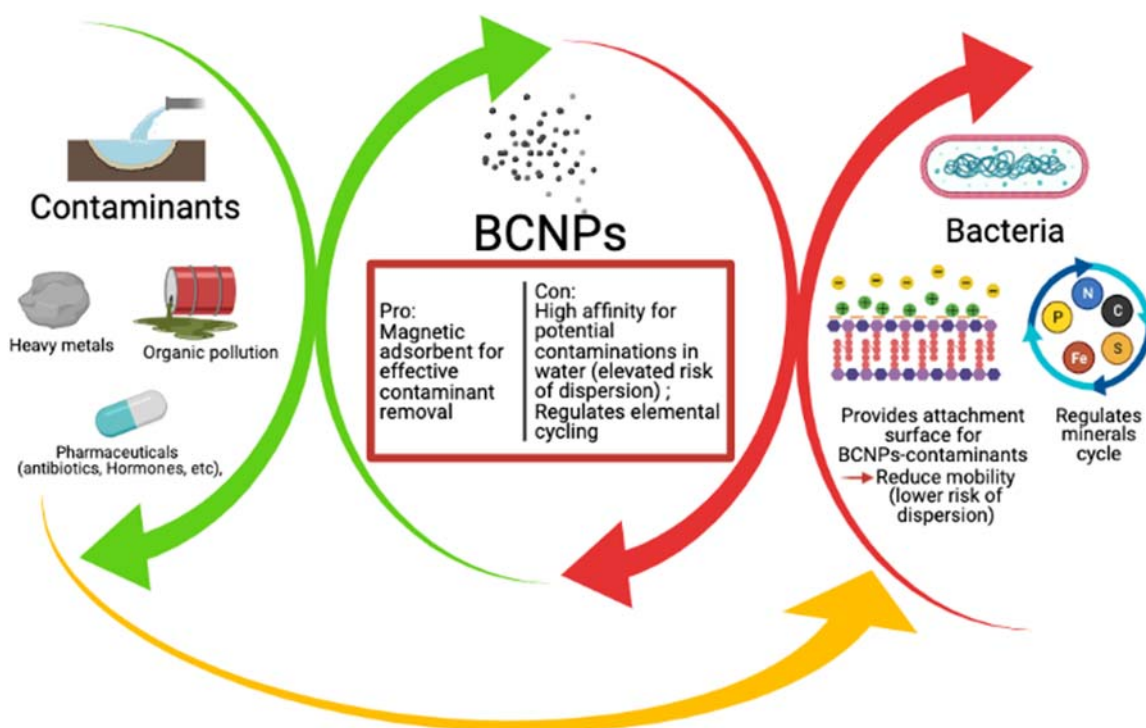 Contaminants
Heavy metals
Organic pollution
Pharmaceuticals
(antibiotics, Hormones, etc),
BCNPs
Pro:
Magnetic
adsorbent for
effective
contaminant
removal
Con:
High affinity for
potential
contaminations in
water (elevated risk
of dispersion) ;
Regulates elemental
cycling
Bacteria
N
P
C
Fe
S
Provides attachment
surface for
BCNPs-contaminants
Reduce mobility
(lower risk of
dispersion)
Regulates
minerals
cycle